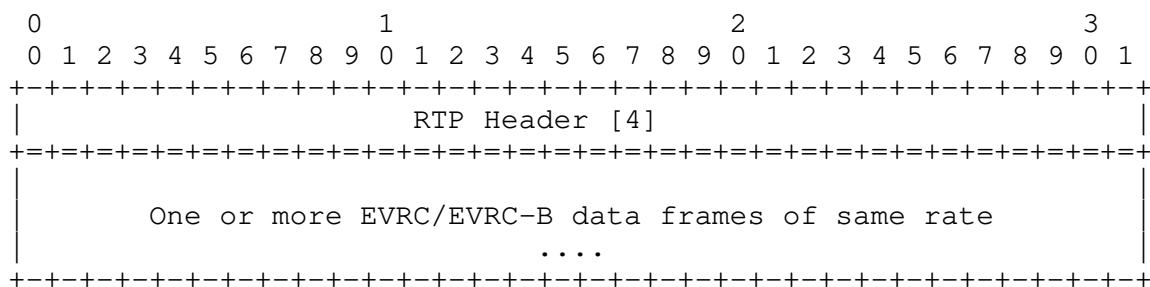 0                   1                   2                   3
 0 1 2 3 4 5 6 7 8 9 0 1 2 3 4 5 6 7 8 9 0 1 2 3 4 5 6 7 8 9 0 1
+-+-+-+-+-+-+-+-+-+-+-+-+-+-+-+-+-+-+-+-+-+-+-+-+-+-+-+-+-+-+-+-+
|                      RTP Header [4]                           |
+=+=+=+=+=+=+=+=+=+=+=+=+=+=+=+=+=+=+=+=+=+=+=+=+=+=+=+=+=+=+=+=+
|                                                               |
|       One or more EVRC/EVRC-B data frames of same rate        |
|                             ....                              |
+-+-+-+-+-+-+-+-+-+-+-+-+-+-+-+-+-+-+-+-+-+-+-+-+-+-+-+-+-+-+-+-+